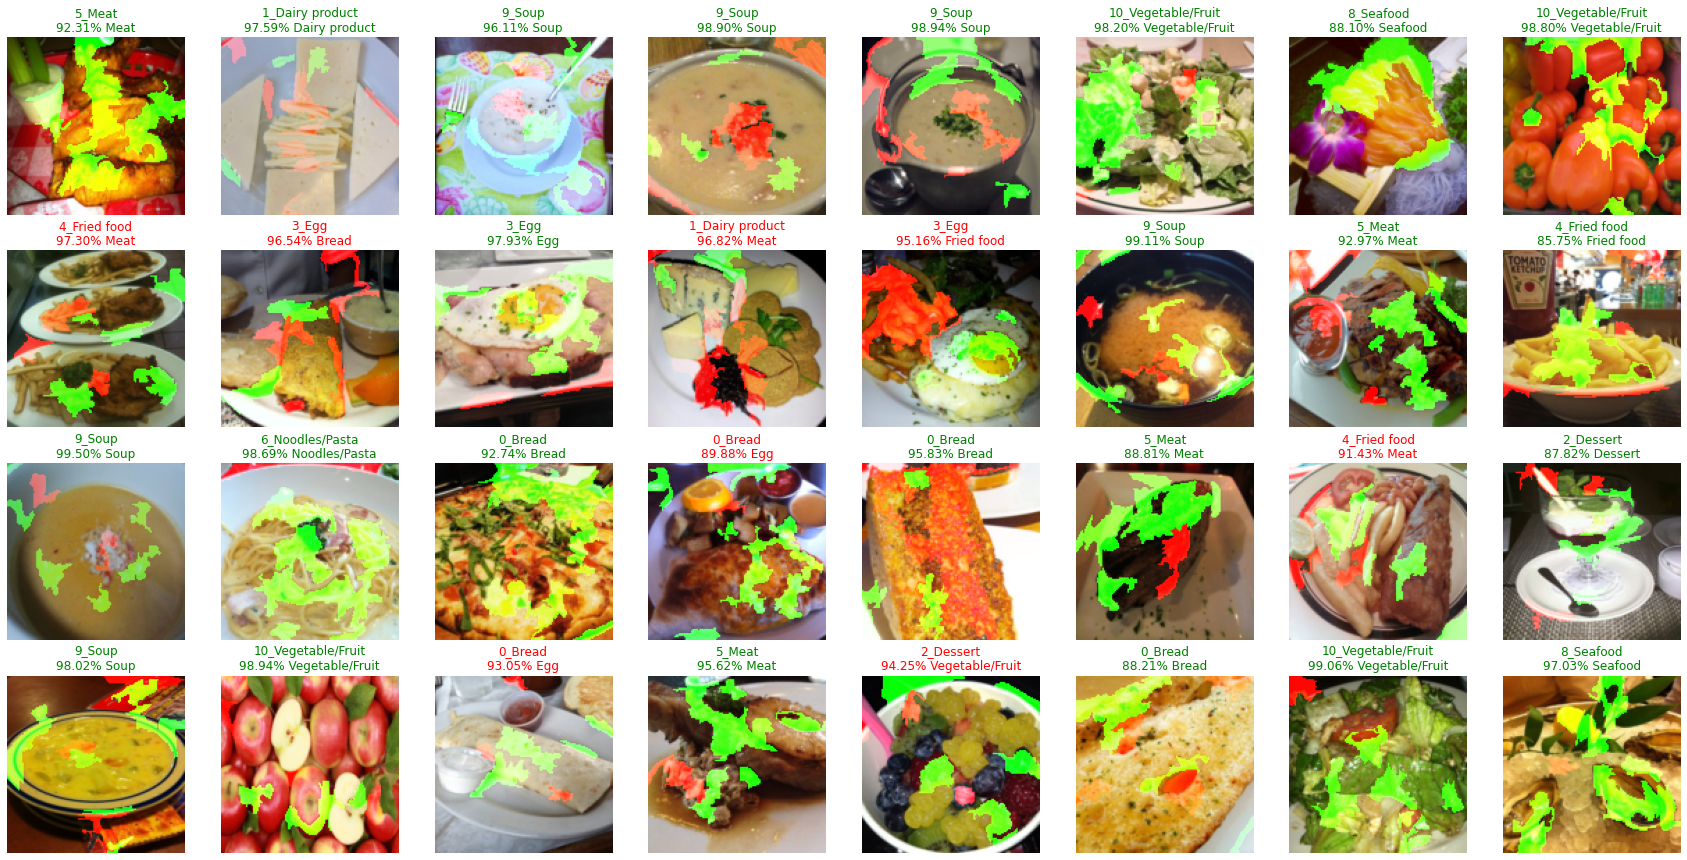 5_Meat
92.31% Meat
1_Dairy product
97.59% Dairy product
9_Soup
96.11% Soup
9_Soup
98.90% Soup
9_Soup
98.94% Soup
10_Vegetable/Fruit
98.20% Vegetable/Fruit
8_Seafood
88.10% Seafood
10_Vegetable/Fruit
98.80% Vegetable/Fruit
4_Fried food
97.30% Meat
3_Egg
96.54% Bread
3_Egg
97.93% Egg
1_Dairy product
96.82% Meat
3_Egg
95.16% Fried food
9_Soup
99.11% Soup
5_Meat
92.97% Meat
4_Fried food
85.75% Fried food
TOMATO
KETCHUP
9_Soup
99.50% Soup
6_Noodles/Pasta
98.69% Noodles/Pasta
0_Bread
92.74% Bread
0_Bread
89.88% Egg
0_Bread
95.83% Bread
5_Meat
88.81% Meat
4_Fried food
91.43% Meat
2_Dessert
87.82% Dessert
9_Soup
98.02% Soup
10_Vegetable/Fruit
98.94% Vegetable/Fruit
0_Bread
93.05% Egg
5_Meat
95.62% Meat
2_Dessert
94.25% Vegetable/Fruit
0_Bread
88.21% Bread
10_Vegetable/Fruit
99.06% Vegetable/Fruit
8_Seafood
97.03% Seafood